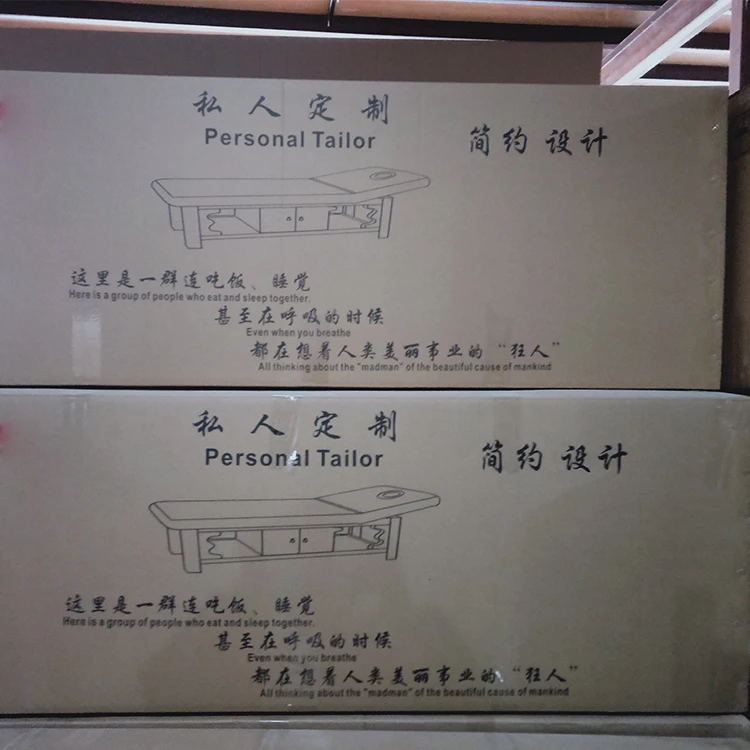 私人定制
Personal Tailor
简约 设计
这里是一群连吃饭、睡觉
Here is a group of people who eat and sleep together.
甚至在呼吸的时候
Even when you breathe
都在想着人类美丽事业的“狂人”
All thinking about the "madman" of the beautiful cause of mankind
私人定制
Personal Tailor
简约 设计
这里是一群连吃饭、睡觉
Here is a group of people who eat and sleep together.
甚至在呼吸的时候
Even when you breathe
都在想着人类美丽事业的“狂人”
All thinking about the "madman" of the beautiful cause of mankind